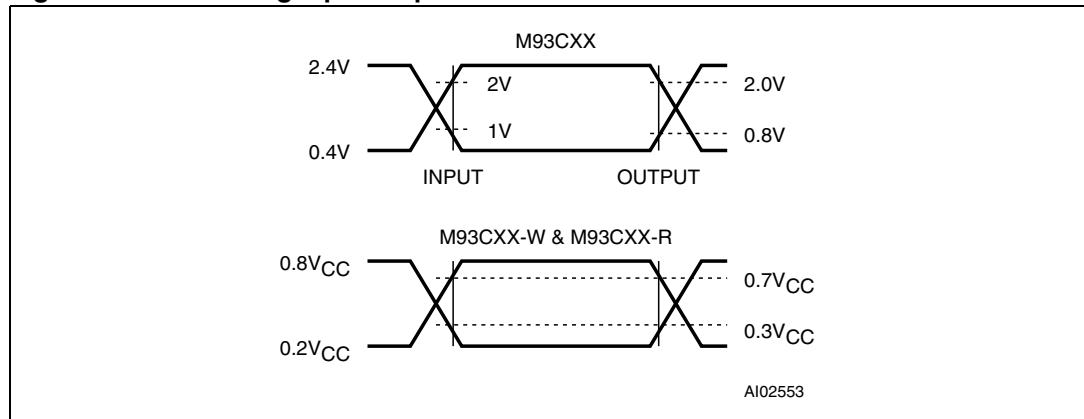 M93CXX
2.4V
2V
2.0V
1V
0.8V
0.4V
INPUT
OUTPUT
M93CXX-W & M93CXX-R
0.8VCC
0.7VCC
0.3VCC
0.2VCC
AI02553